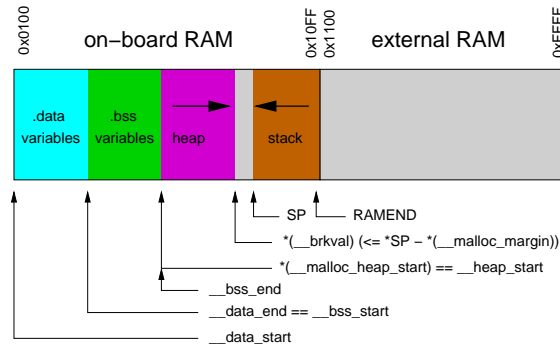 0x0100
on−board RAM
0x10FF
0x1100
external RAM
0xFFFF
.data
variables
.bss
variables
heap
stack
SP
RAMEND
*(__brkval) (<= *SP − *(__malloc_margin))
*(__malloc_heap_start) == __heap_start
__bss_end
__data_end == __bss_start
__data_start